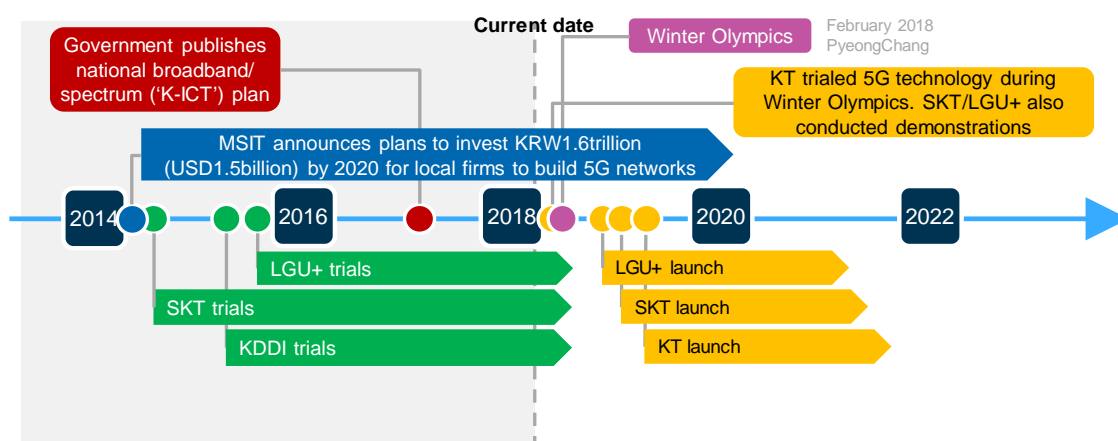 Current date
Government publishes
national broadband/
spectrum (‘K-ICT’) plan
Winter Olympics
February 2018
PyeongChang
KT trialed 5G technology during
Winter Olympics. SKT/LGU+ also
conducted demonstrations
MSIT announces plans to invest KRW1.6trillion
(USD1.5billion) by 2020 for local firms to build 5G networks
2014
2016
2018
2020
2022
LGU+ trials
LGU+ launch
SKT trials
SKT launch
KDDI trials
KT launch